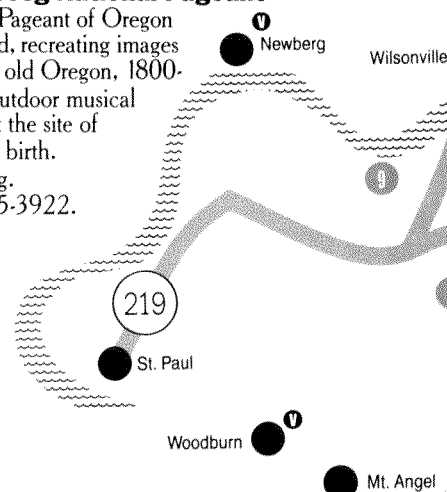 Pageant of Oregon
d, recreating images
old Oregon, 1800-
utdoor musical
t the site of
birth.
g.
5-3922.
V
Newberg
Wilsonville
9
219
St. Paul
V
Woodburn
Mt. Angel